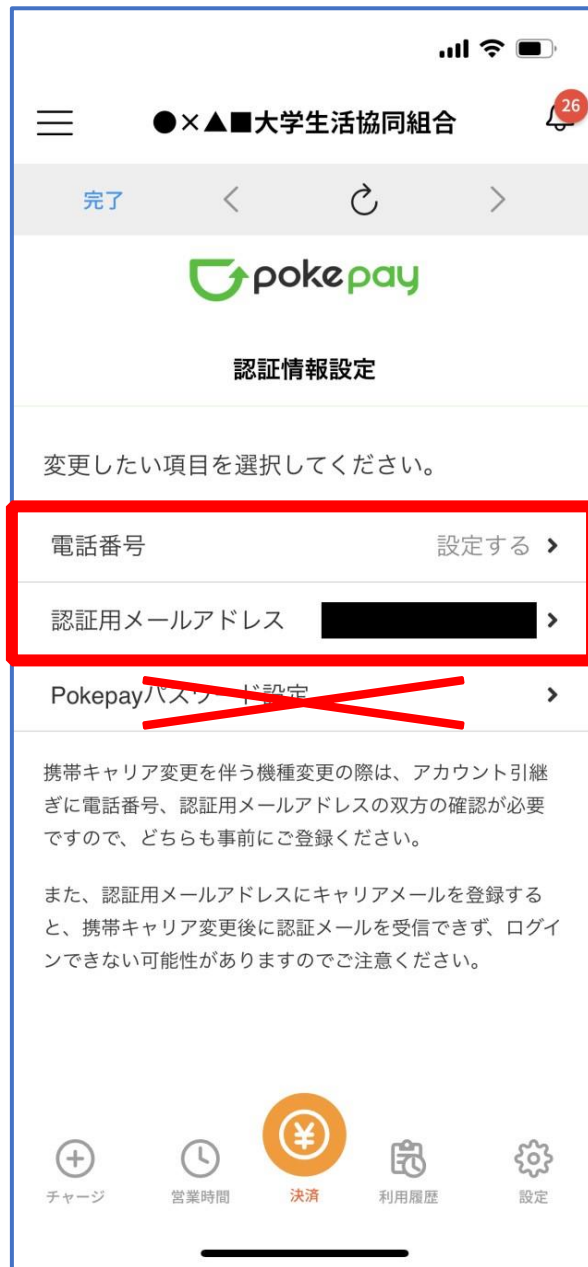 ●×▲■大学生活協同組合
26
完了
pokepay
認証情報設定
変更したい項目を選択してください。
電話番号 設定する
認証用メールアドレス
Pokepayパスワード設定
携帯キャリア変更を伴う機種変更の際は、アカウント引継
ぎに電話番号、認証用メールアドレスの双方の確認が必要
ですので、どちらも事前にご登録ください。
また、認証用メールアドレスにキャリアメールを登録する
と、携帯キャリア変更後に認証メールを受信できず、ログイ
ンできない可能性がありますのでご注意ください。
チャージ 営業時間 決済 利用履歴 設定